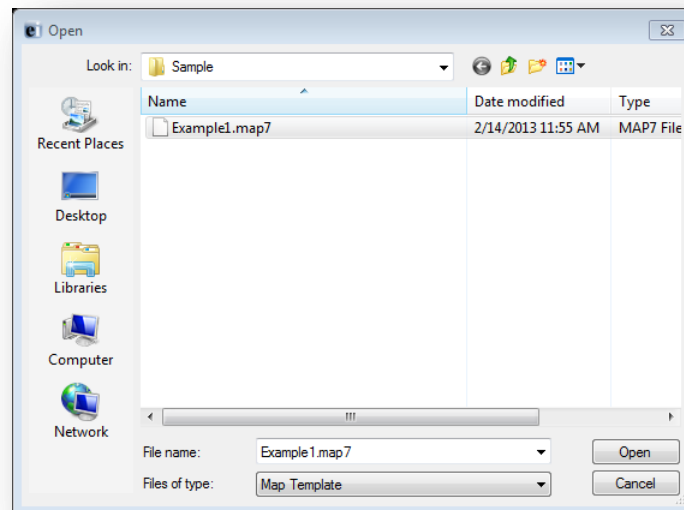 Open
Look in: Sample
Name Date modified Type
Example1.map7 2/14/2013 11:55 AM MAP7 File
Recent Places
Desktop
Libraries
Computer
Network
File name: Example1.map7 Open
Files of type: Map Template Cancel